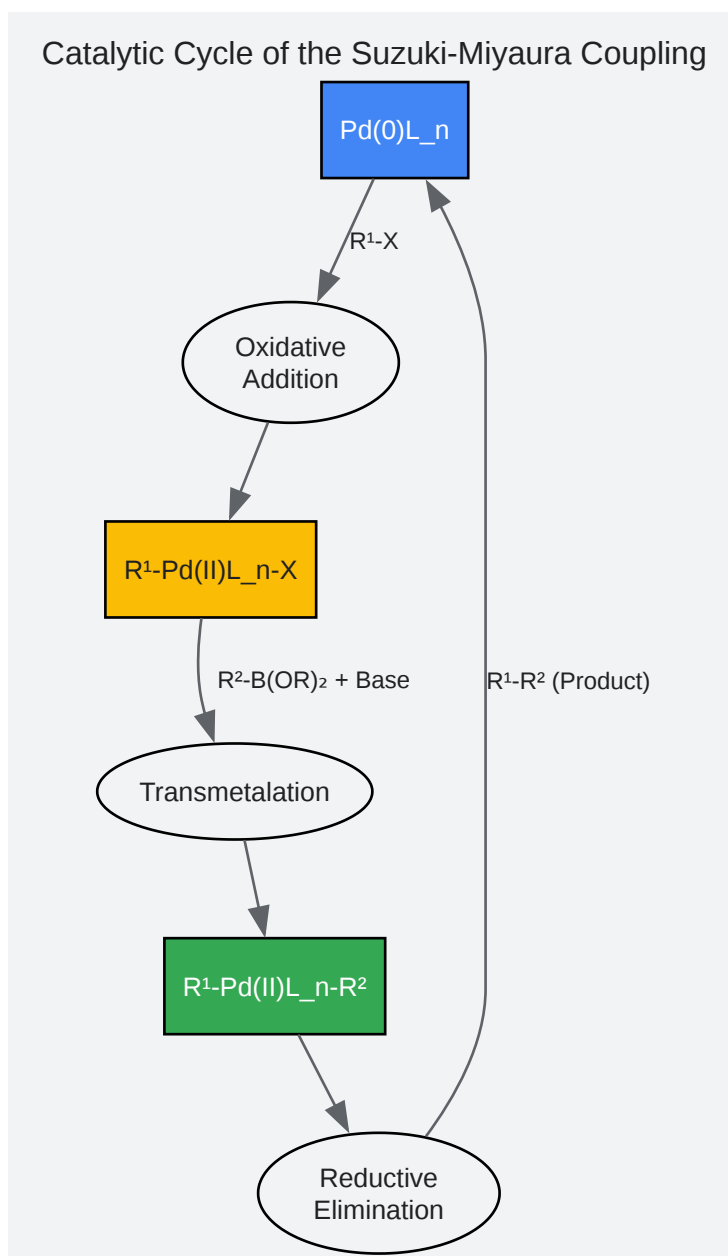 Catalytic Cycle of the Suzuki-Miyaura Coupling
Pd(0)L_n
R¹-X
Oxidative
Addition
R¹-Pd(II)L_n-X
R²-B(OR)₂ + Base
R¹-R² (Product)
Transmetalation
R¹-Pd(II)L_n-R²
Reductive
Elimination